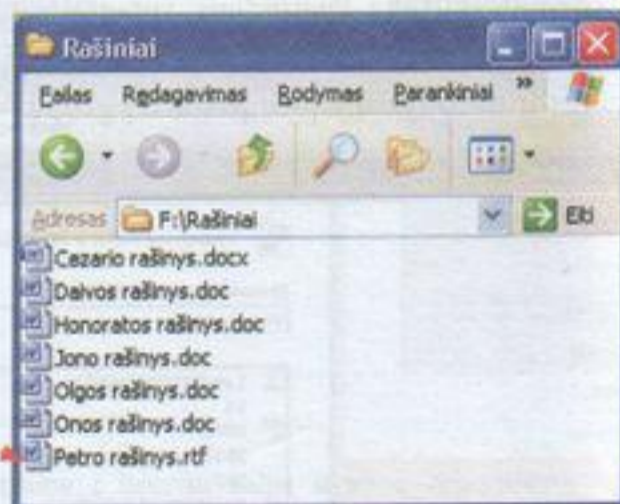 Rašiniai
Failas Redagavimas Rodymas Parankiniai »
Adresas F:\Rašiniai Eiti
Cezario rašinys.docx
Daivos rašinys.doc
Honoratos rašinys.doc
Jono rašinys.doc
Olgos rašinys.doc
Onos rašinys.doc
Petro rašinys.rtf